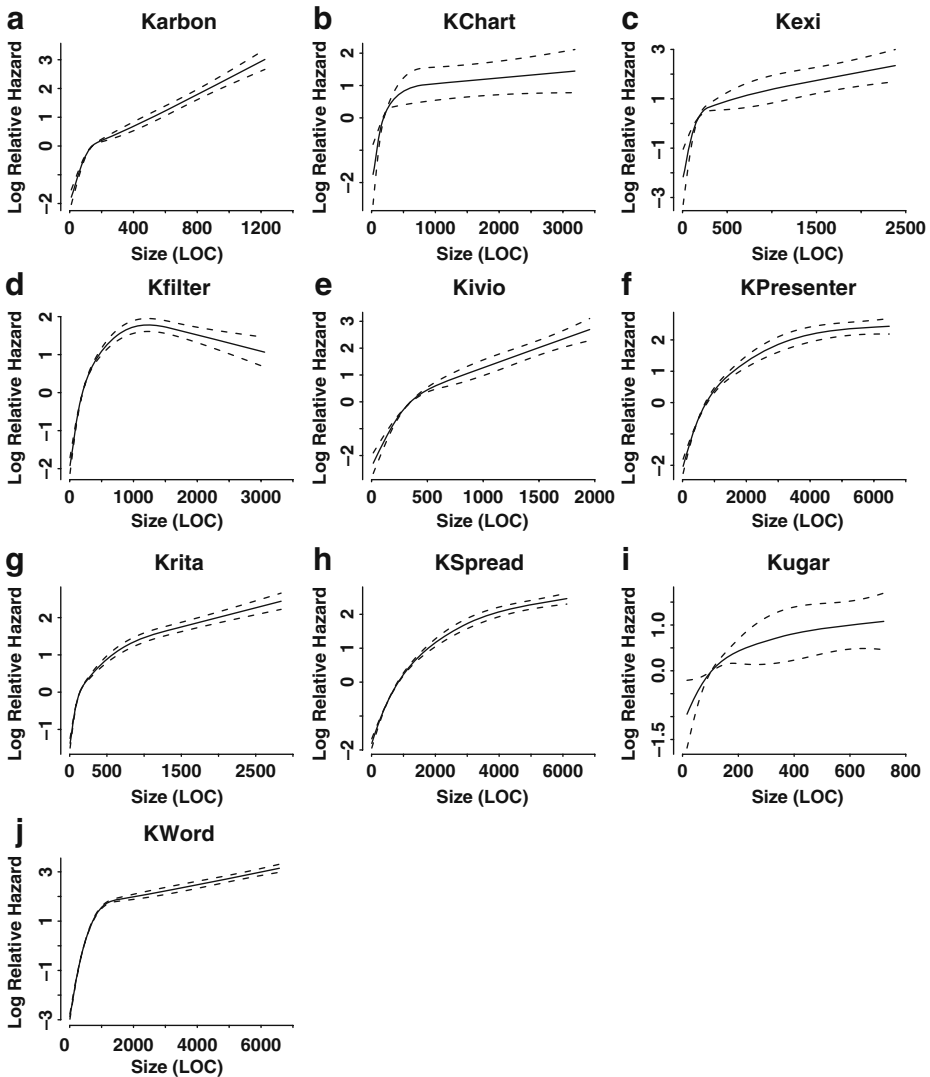 a Karbon
Log Relative Hazard
3
2
1
0
−2
0 400 800 1200
Size (LOC)
b KChart
Log Relative Hazard
2
1
0
−2
0 1000 2000 3000
Size (LOC)
c Kexi
Log Relative Hazard
3
1
−1
−3
0 500 1500 2500
Size (LOC)
d Kfilter
Log Relative Hazard
2
1
0
−1
−2
0 1000 2000 3000
Size (LOC)
e Kivio
Log Relative Hazard
3
2
1
0
−2
0 500 1000 2000
Size (LOC)
f KPresenter
Log Relative Hazard
2
1
0
−2
0 2000 4000 6000
Size (LOC)
g Krita
Log Relative Hazard
2
1
0
−1
0 500 1500 2500
Size (LOC)
h KSpread
Log Relative Hazard
2
1
0
−2
0 2000 4000 6000
Size (LOC)
i Kugar
Log Relative Hazard
1.0
0.0
−1.5
0 200 400 600 800
Size (LOC)
j KWord
Log Relative Hazard
3
1
−1
−3
0 2000 4000 6000
Size (LOC)